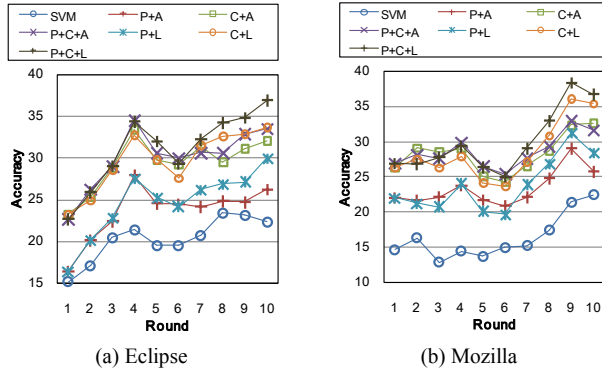 SVM P+A C+A
P+C+A P+L C+L
P+C+L
40
35
30
25
20
15
Accuracy
1 2 3 4 5 6 7 8 9 10
Round
(a) Eclipse
SVM P+A C+A
P+C+A P+L C+L
P+C+L
40
35
30
25
20
15
10
Accuracy
1 2 3 4 5 6 7 8 9 10
Round
(b) Mozilla